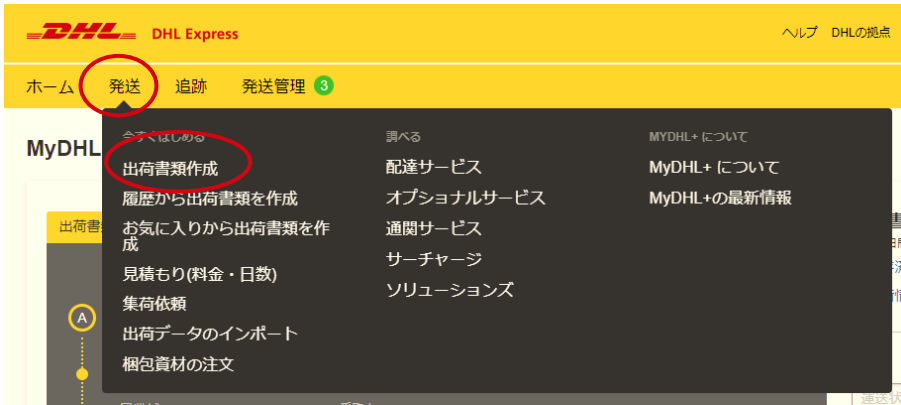 DHL DHL Express
ヘルプ DHLの拠点
ホーム 発送 追跡 発送管理 3
MyDHL
今すぐはじめる
出荷書類作成
履歴から出荷書類を作成
お気に入りから出荷書類を作
成
見積もり(料金・日数)
集荷依頼
出荷データのインポート
梱包資材の注文
調べる
配達サービス
オプショナルサービス
通関サービス
サーチャージ
ソリューションズ
MYDHL+ について
MyDHL+ について
MyDHL+の最新情報
出荷書
A
運送状